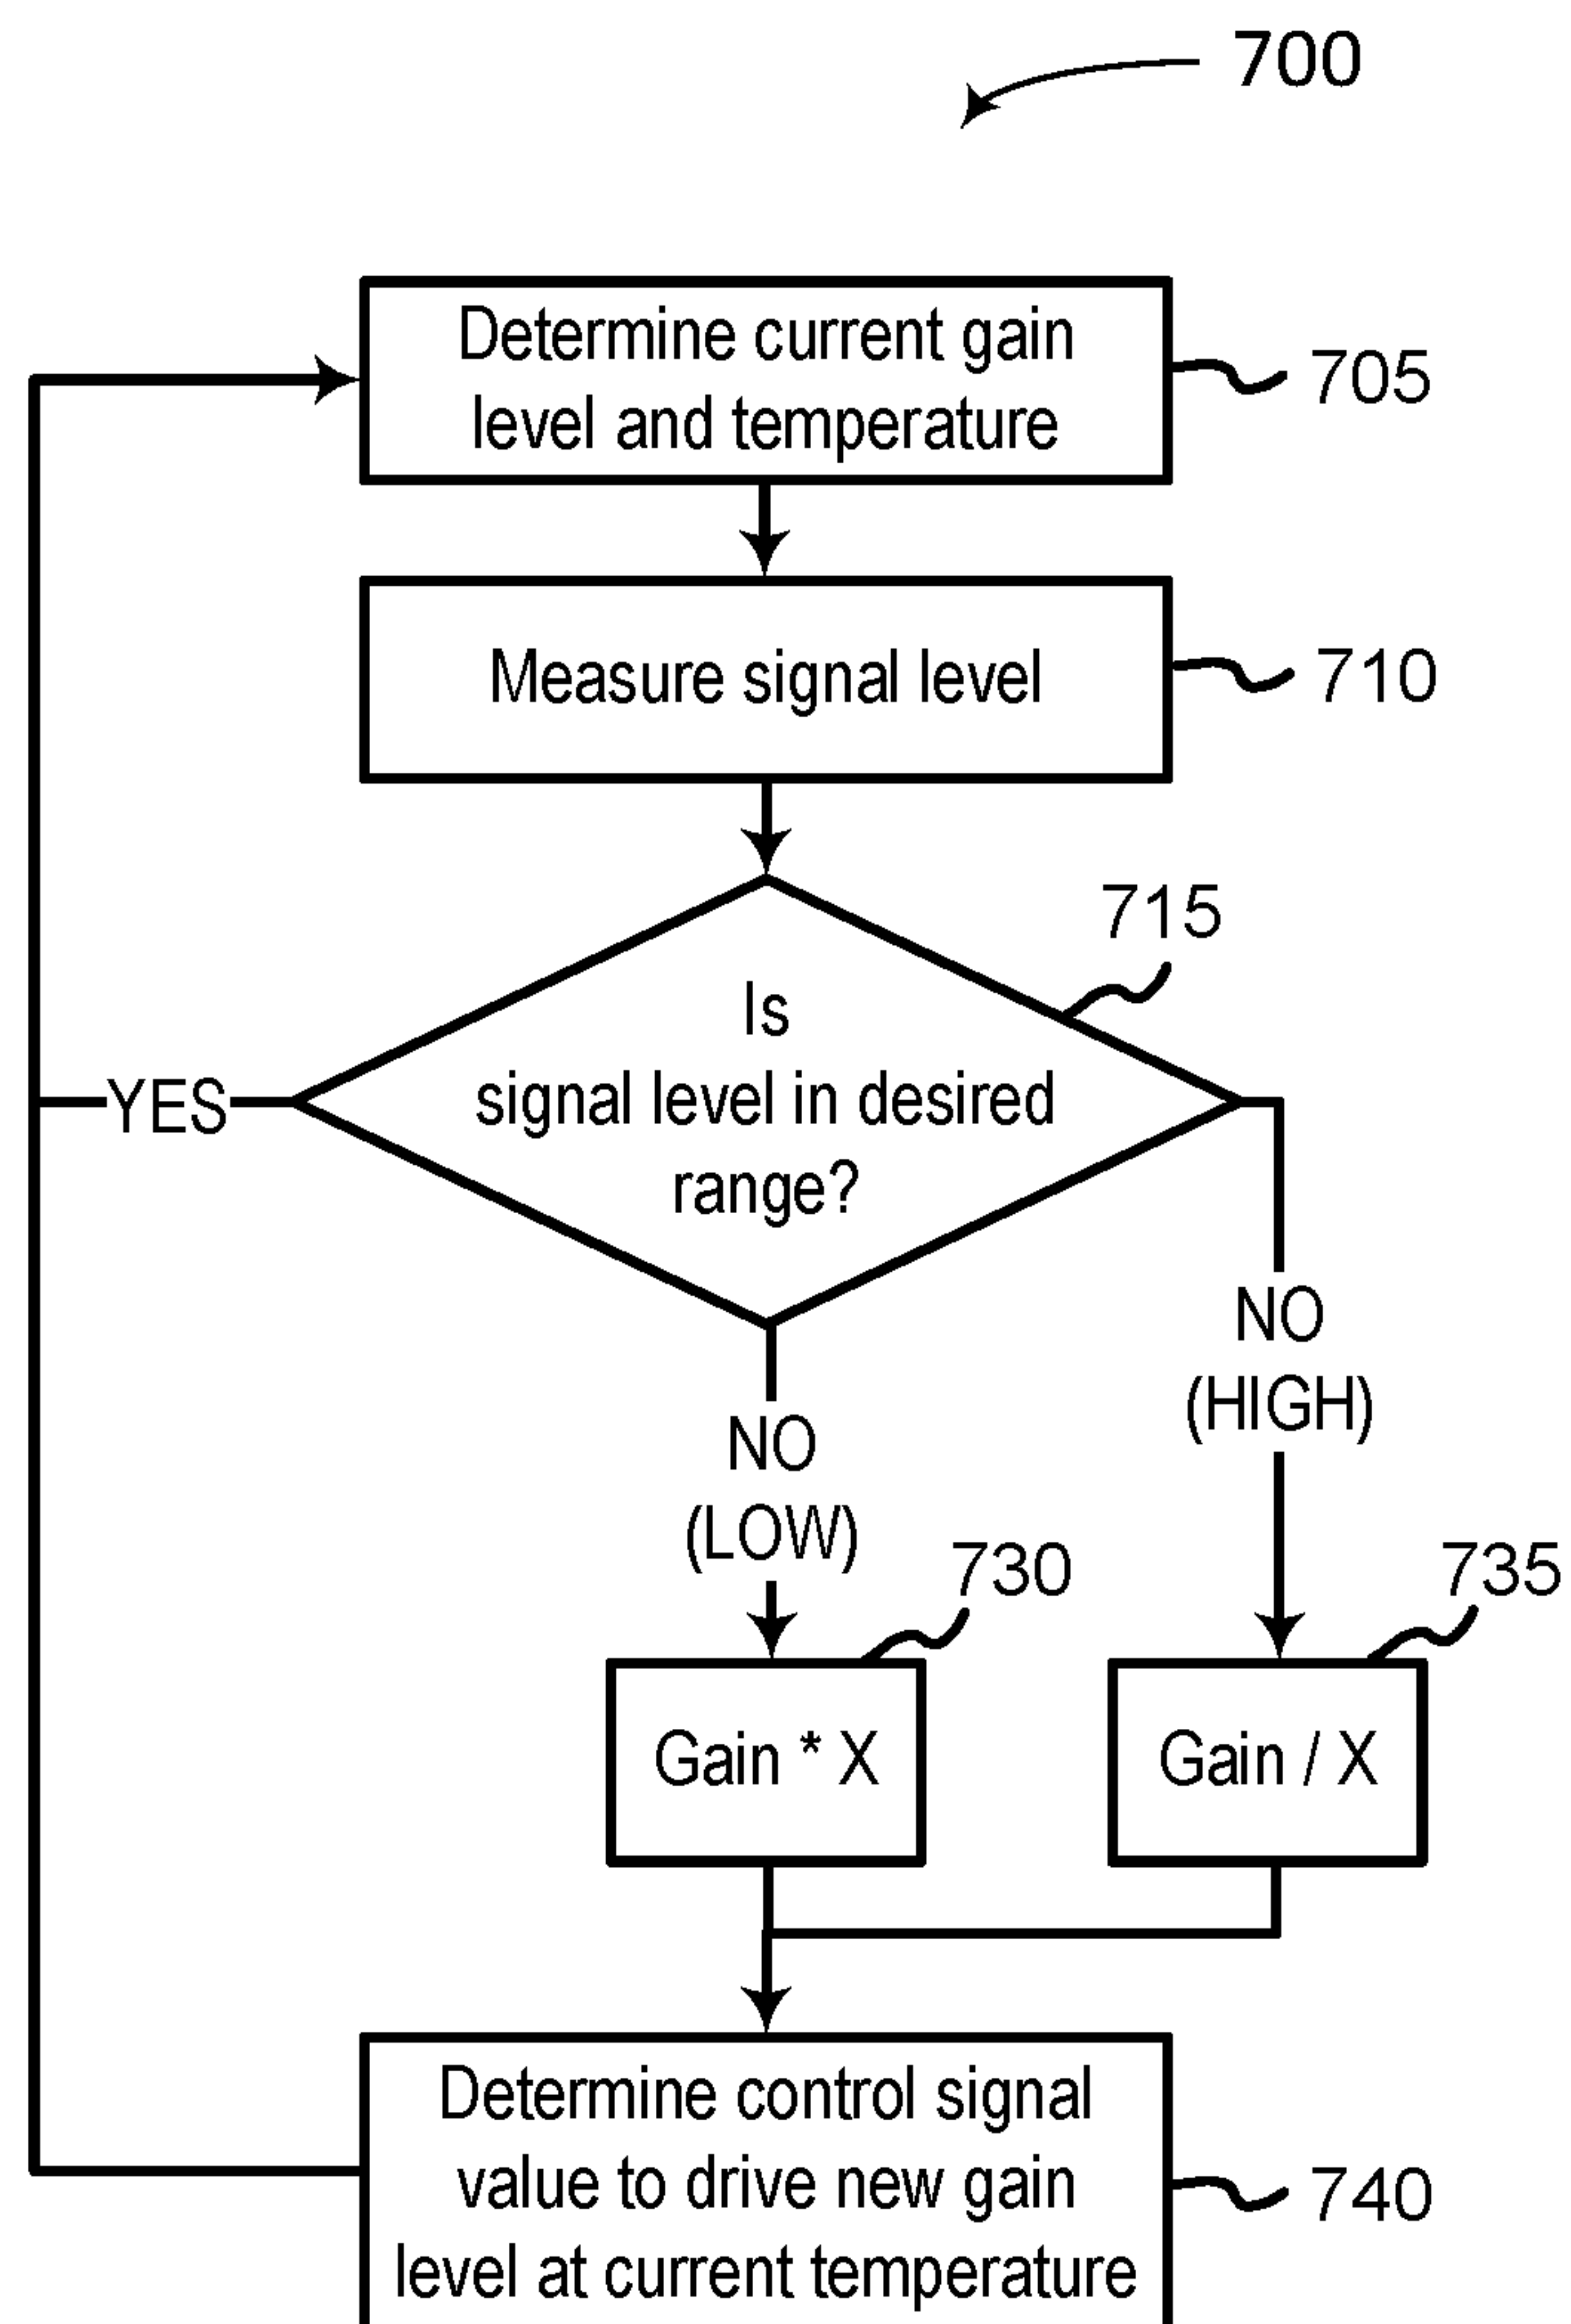 700
Determine current gain
level and temperature
705
Measure signal level
710
715
Is
signal level in desired
range?
YES
NO
(HIGH)
NO
(LOW)
730
735
Gain * X
Gain / X
Determine control signal
value to drive new gain
level at current temperature
740